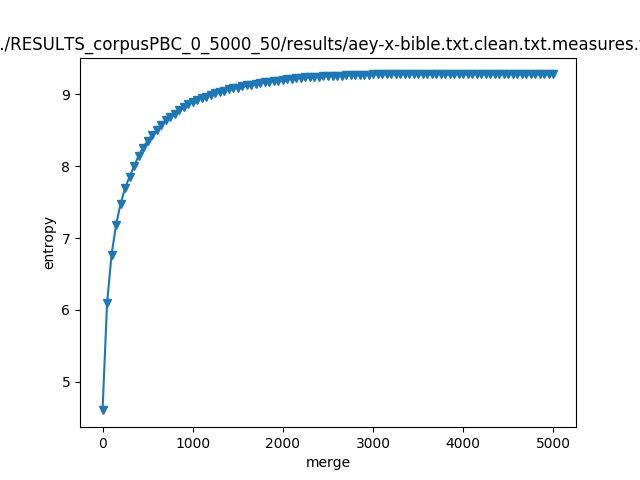 ./RESULTS_corpusPBC_0_5000_50/results/aey-x-bible.txt.clean.txt.measures.
entropy
9
8
7
6
5
0 1000 2000 3000 4000 5000
merge